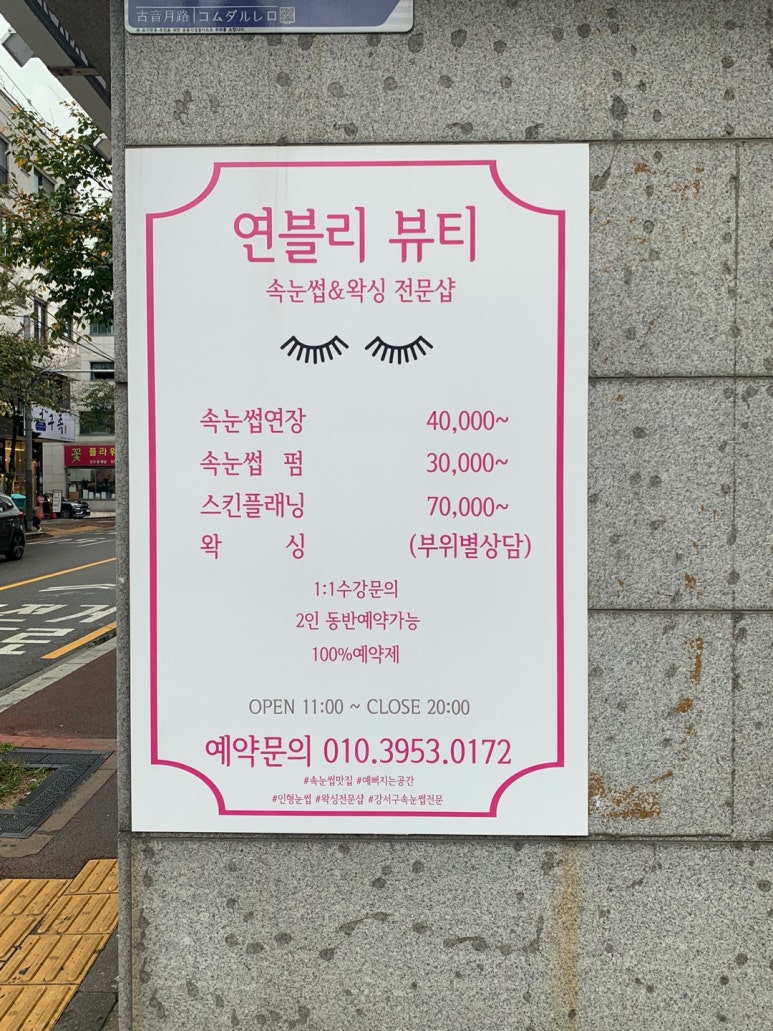 古音月路 | コムダルレロ
연블리 뷰티
속눈썹&왁싱 전문샵
속눈썹연장 40,000~
속눈썹 펌 30,000~
스킨플래닝 70,000~
왁 싱 (부위별상담)
1:1수강문의
2인 동반예약가능
100%예약제
OPEN 11:00 ~ CLOSE 20:00
예약문의 010.3953.0172
#속눈썹맛집 #예뻐지는공간
#인형눈썹 #왁싱전문샵 #강서구속눈썹전문
꽃 플라워